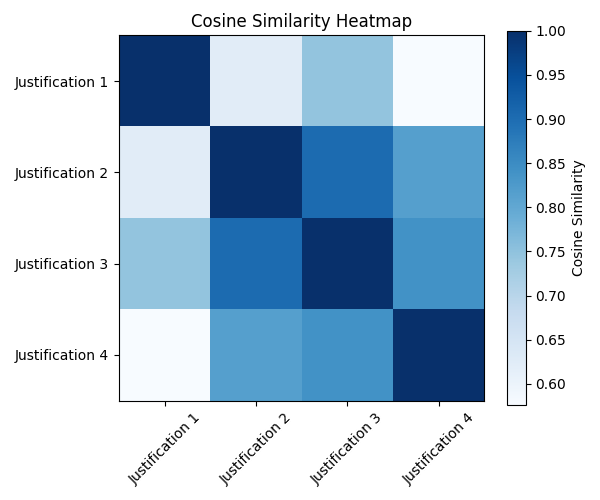 Cosine Similarity Heatmap
Justification 1
Justification 2
Justification 3
Justification 4
Justification 1
Justification 2
Justification 3
Justification 4
1.00
0.95
0.90
0.85
0.80
0.75
0.70
0.65
0.60
Cosine Similarity